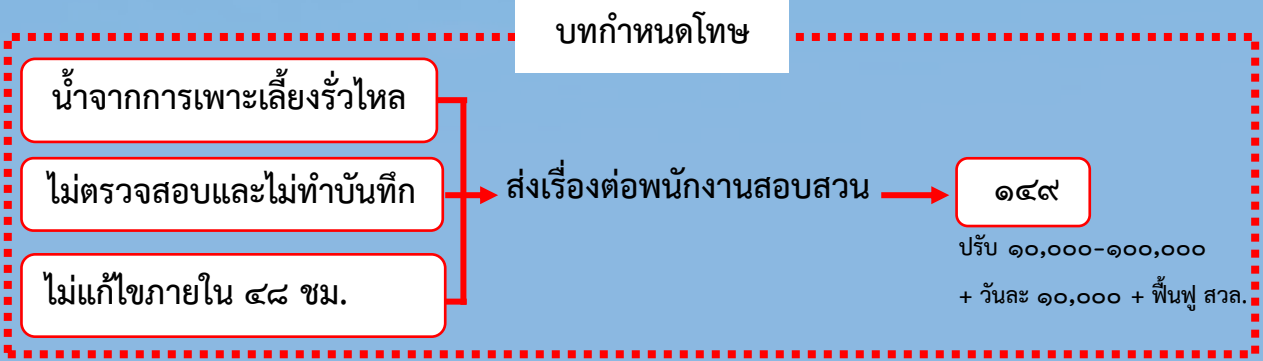 บทกำหนดโทษ
น้ำจากการเพาะเลี้ยงรั่วไหล
ไม่ตรวจสอบและไม่ทำบันทึก
ไม่แก้ไขภายใน ๔๘ ชม.
ส่งเรื่องต่อพนักงานสอบสวน
๑๔๙
ปรับ ๑๐,๐๐๐-๑๐๐,๐๐๐
+ วันละ ๑๐,๐๐๐ + ฟื้นฟู สวล.